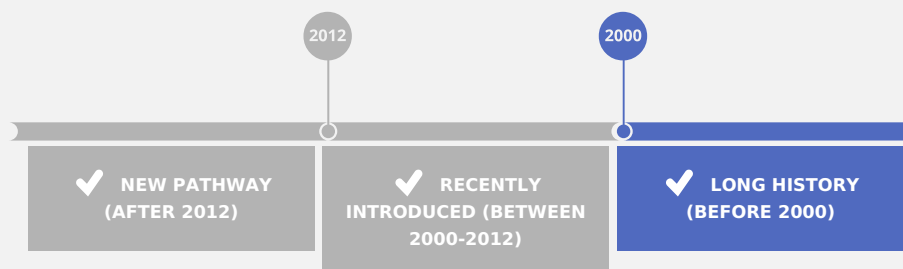 2012
2000
NEW PATHWAY
(AFTER 2012)
RECENTLY
INTRODUCED (BETWEEN
2000-2012)
LONG HISTORY
(BEFORE 2000)